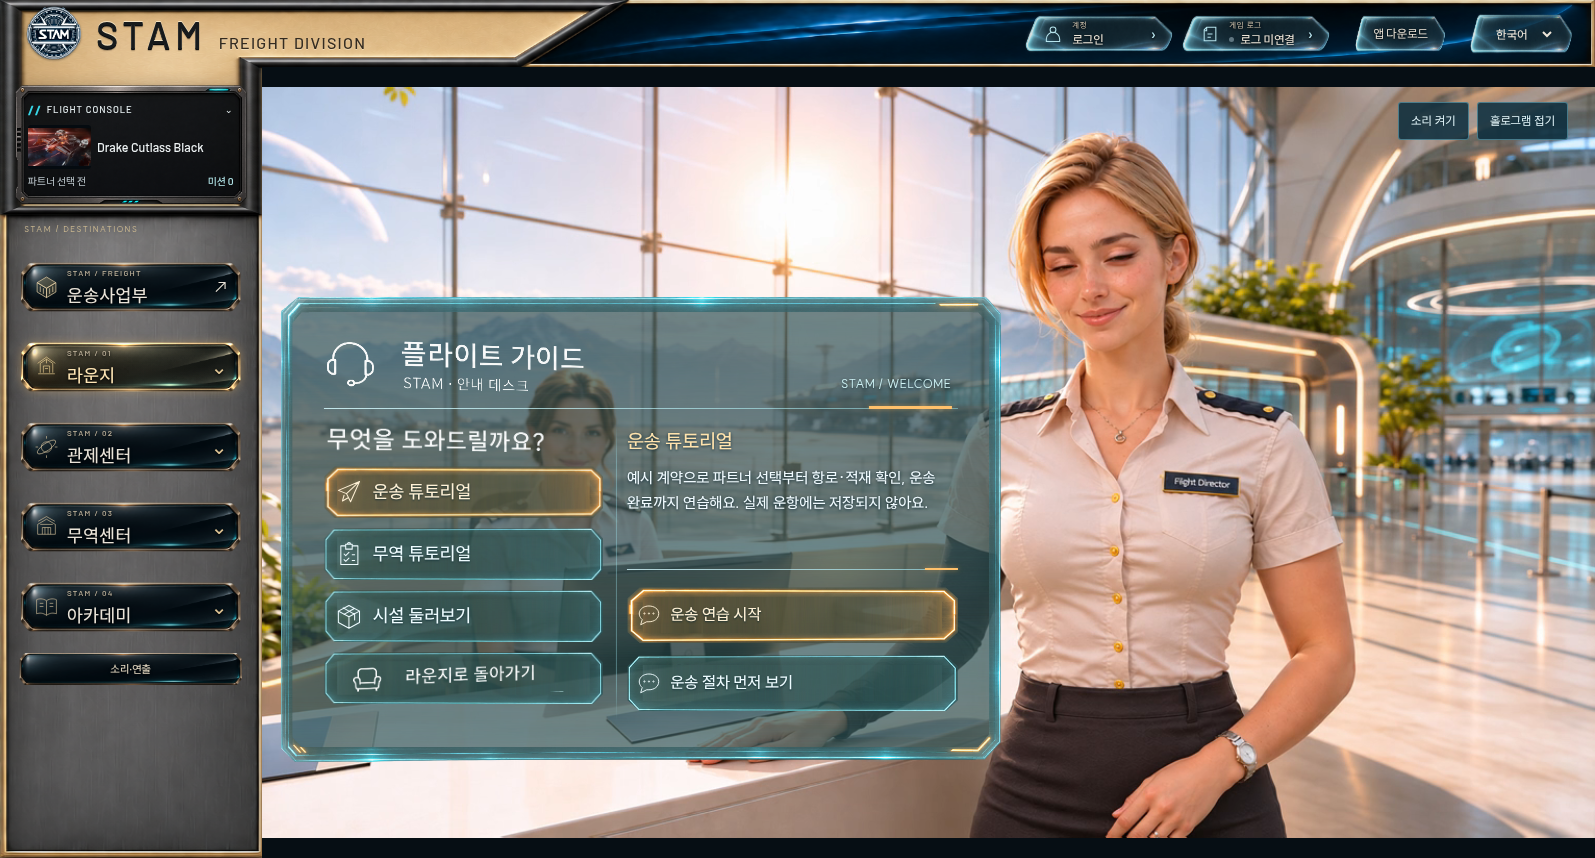 STAM
STAM FREIGHT DIVISION
계정
로그인
게임 로그
로그 미연결
앱 다운로드
한국어
FLIGHT CONSOLE
Drake Cutlass Black
파트너 선택 전
미션 0
STAM / DESTINATIONS
STAM / FREIGHT
운송사업부
STAM / 01
라운지
STAM / 02
관제센터
STAM / 03
무역센터
STAM / 04
아카데미
소리·연출
소리 켜기
홀로그램 접기
플라이트 가이드
STAM · 안내 데스크
STAM / WELCOME
무엇을 도와드릴까요?
운송 튜토리얼
무역 튜토리얼
시설 둘러보기
라운지로 돌아가기
운송 튜토리얼
예시 계약으로 파트너 선택부터 항로·적재 확인, 운송
완료까지 연습해요. 실제 운항에는 저장되지 않아요.
운송 연습 시작
운송 절차 먼저 보기
Flight Director